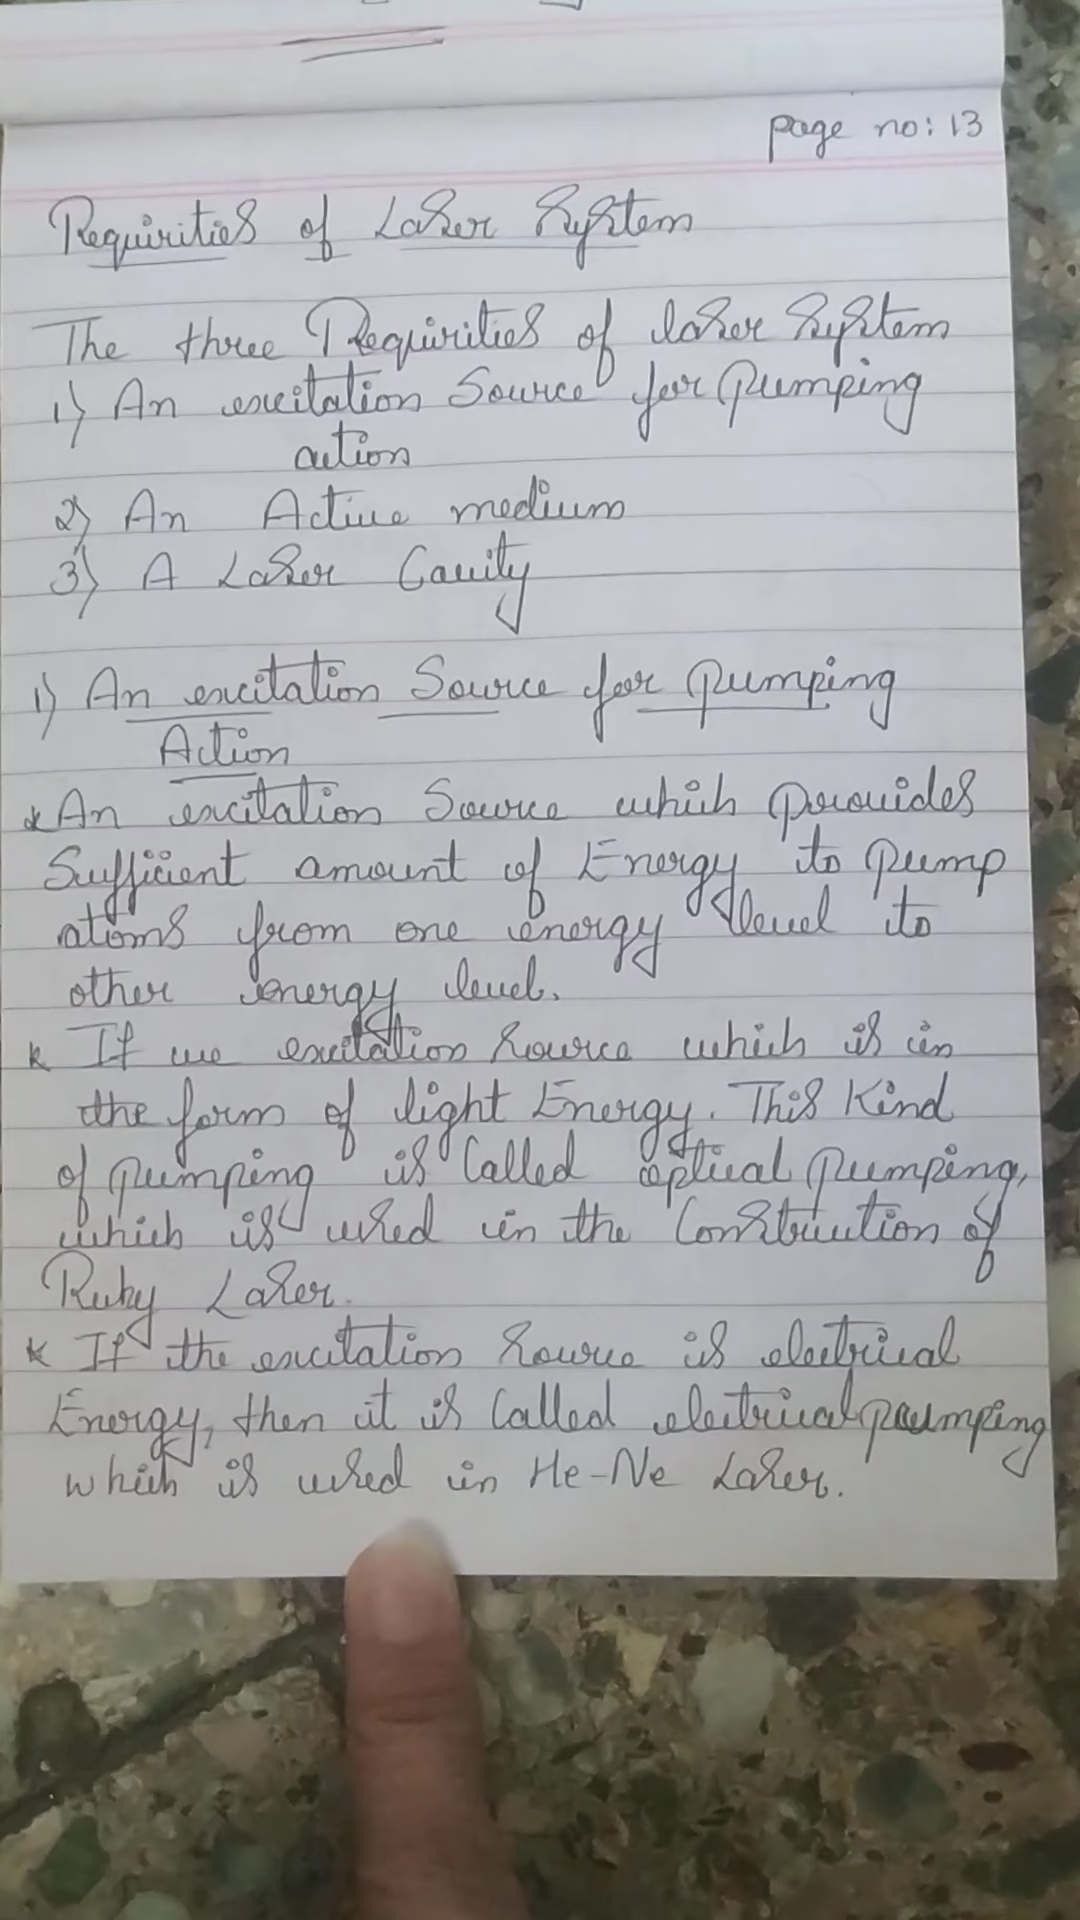 page no: 13
Requirities of Laser System
The three Requirities of laser System
1) An excitation Source for Pumping
action
2) An Active medium
3) A Laser Cavity
1) An excitation Source for Pumping
Action
* An excitation Source which provides
Sufficient amount of Energy to Pump
atoms from one energy level to
other energy level.
* If we excitation source which is in
the form of light Energy. This Kind
of pumping is Called optical pumping,
which is used in the Construction of
Ruby Laser.
* If the excitation source is electrical
Energy, then it is Called electrical pumping
which is used in He-Ne Laser.